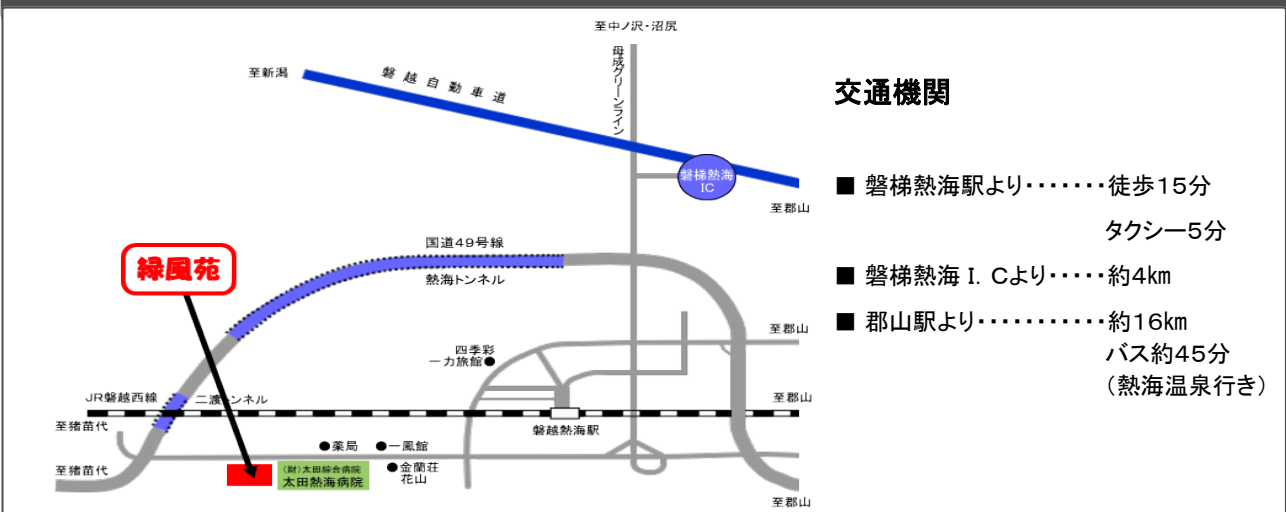 至中ノ沢・沼尻
母成グリーンライン
至新潟
磐越自動車道
磐梯熱海
IC
至郡山
国道49号線
熱海トンネル
緑風苑
至郡山
四季彩
一力旅館●
JR磐越西線
二渡トンネル
至郡山
至猪苗代
磐越熱海駅
●薬局
●一鳳館
至猪苗代
(財)太田綜合病院
太田熱海病院
●金蘭荘
花山
至郡山
交通機関
■ 磐梯熱海駅より・・・・・・・徒歩15分
タクシー5分
■ 磐梯熱海 I. Cより・・・・・約4km
■ 郡山駅より・・・・・・・・・・・約16km
バス約45分
(熱海温泉行き)